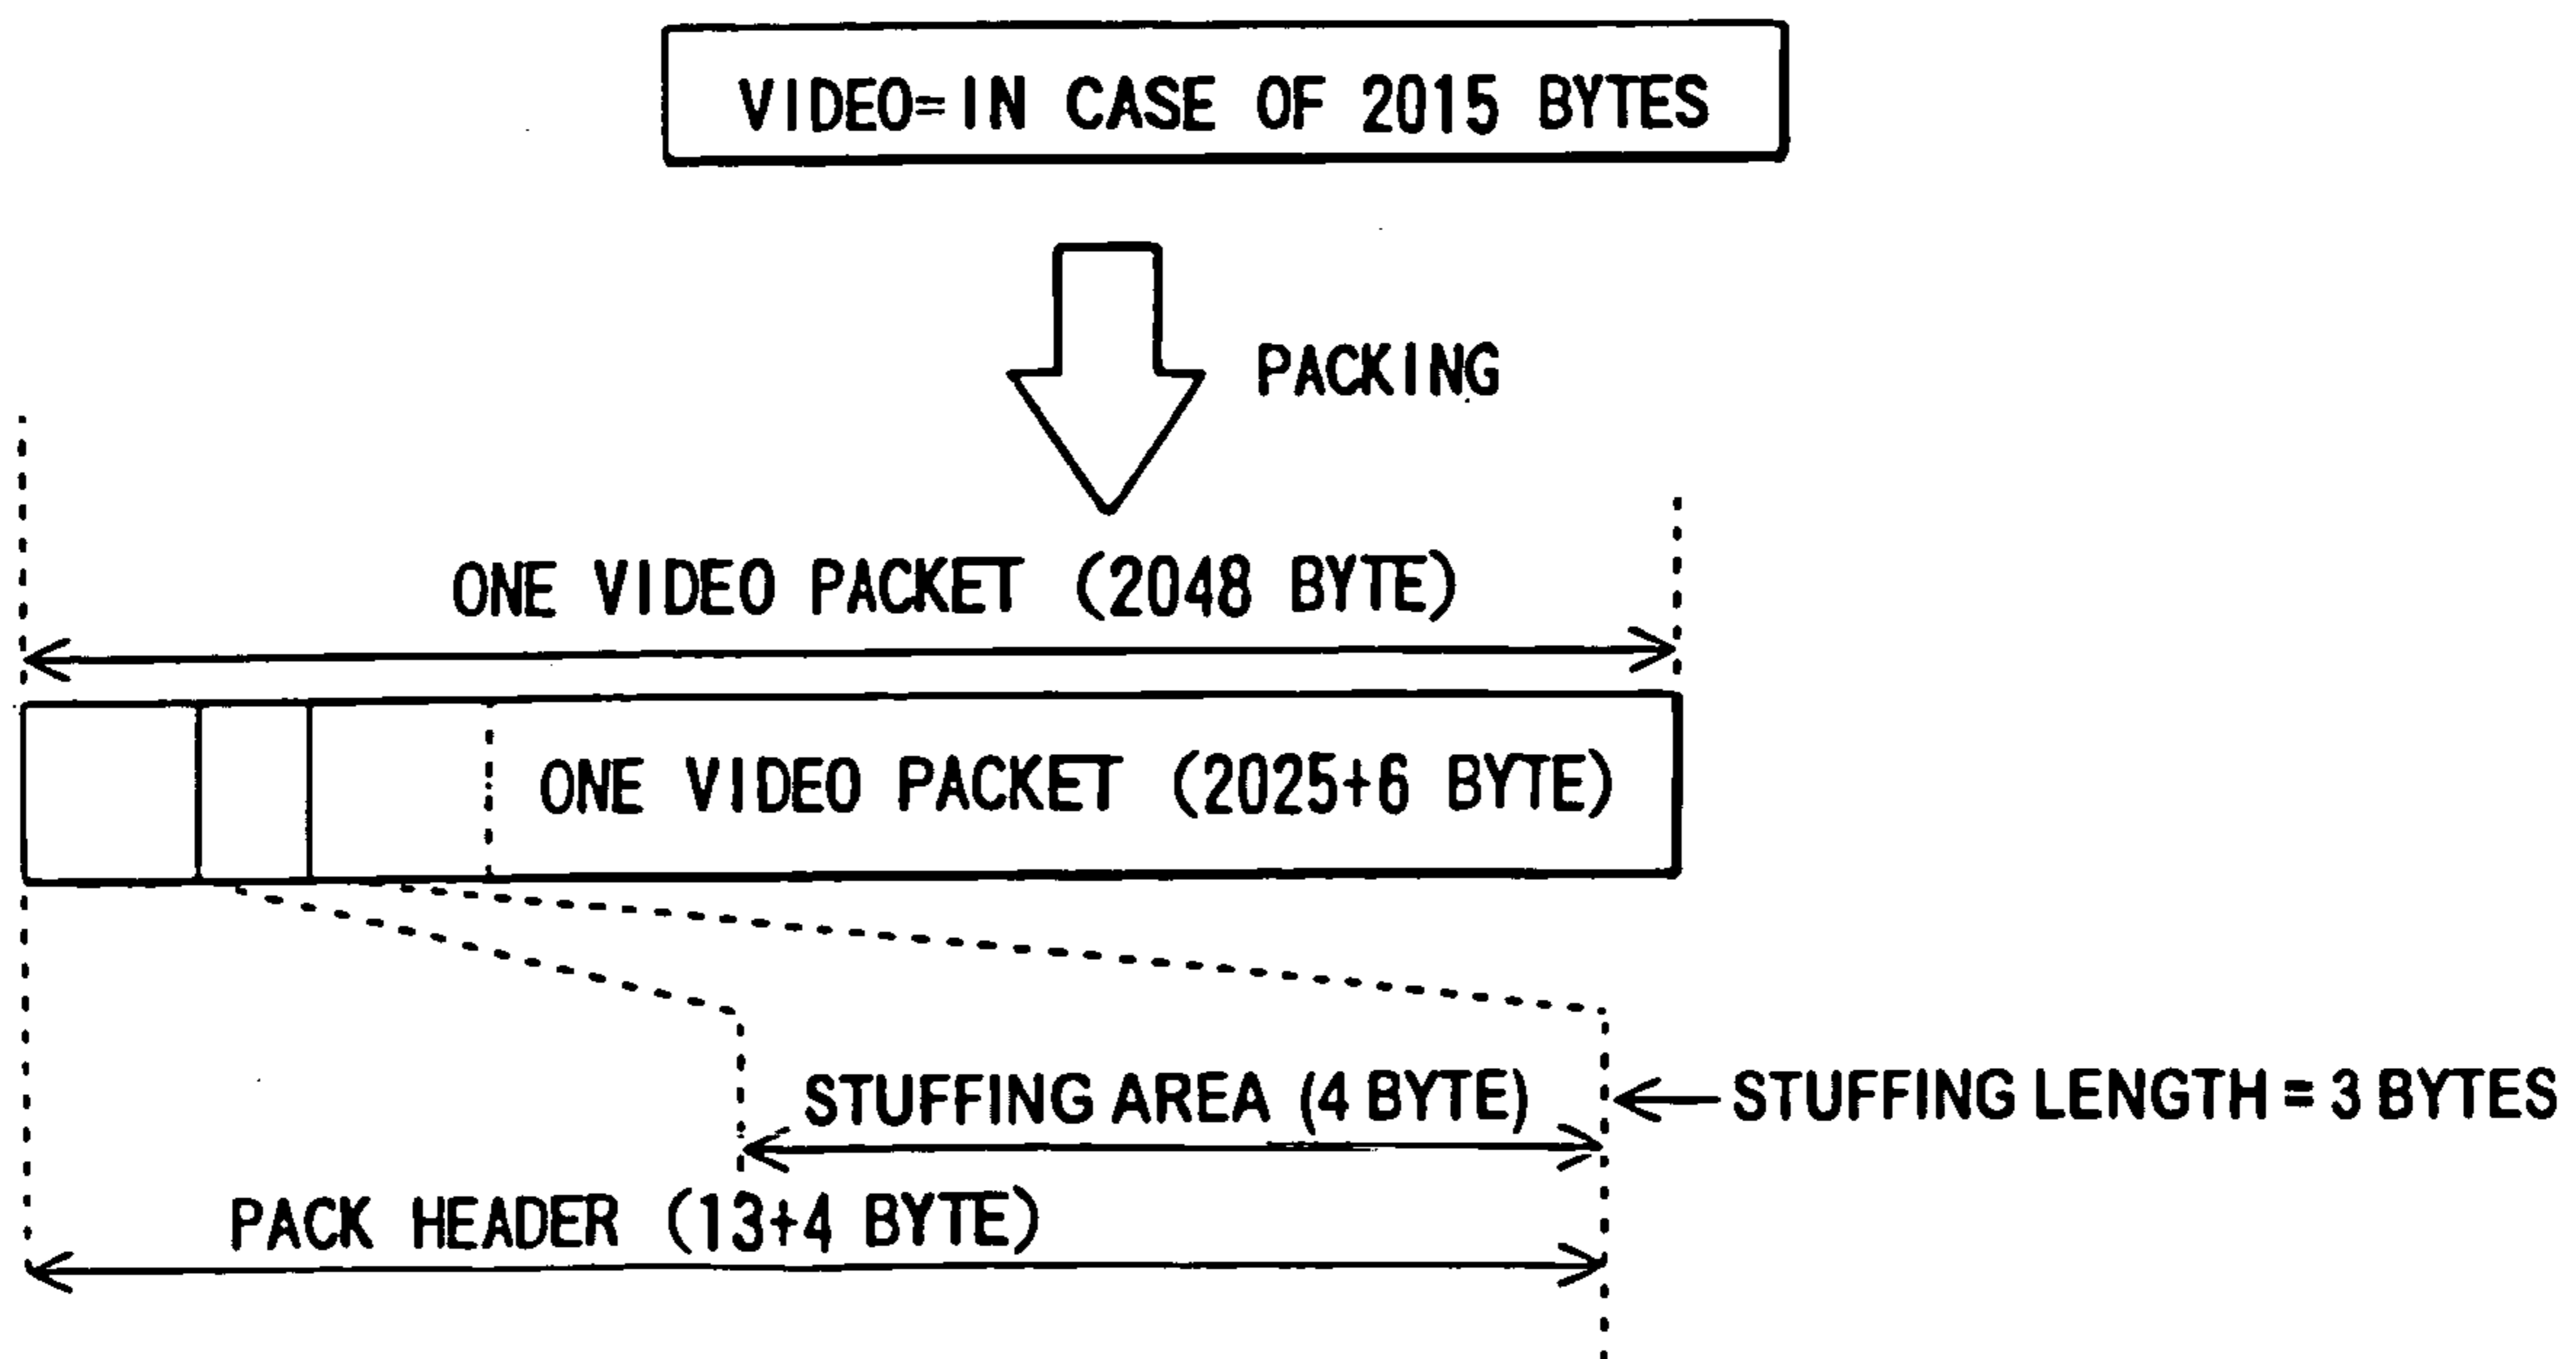 VIDEO=IN CASE OF 2015 BYTES
PACKING
ONE VIDEO PACKET (2048 BYTE)
ONE VIDEO PACKET (2025+6 BYTE)
STUFFING AREA (4 BYTE)
STUFFING LENGTH = 3 BYTES
PACK HEADER (13+4 BYTE)